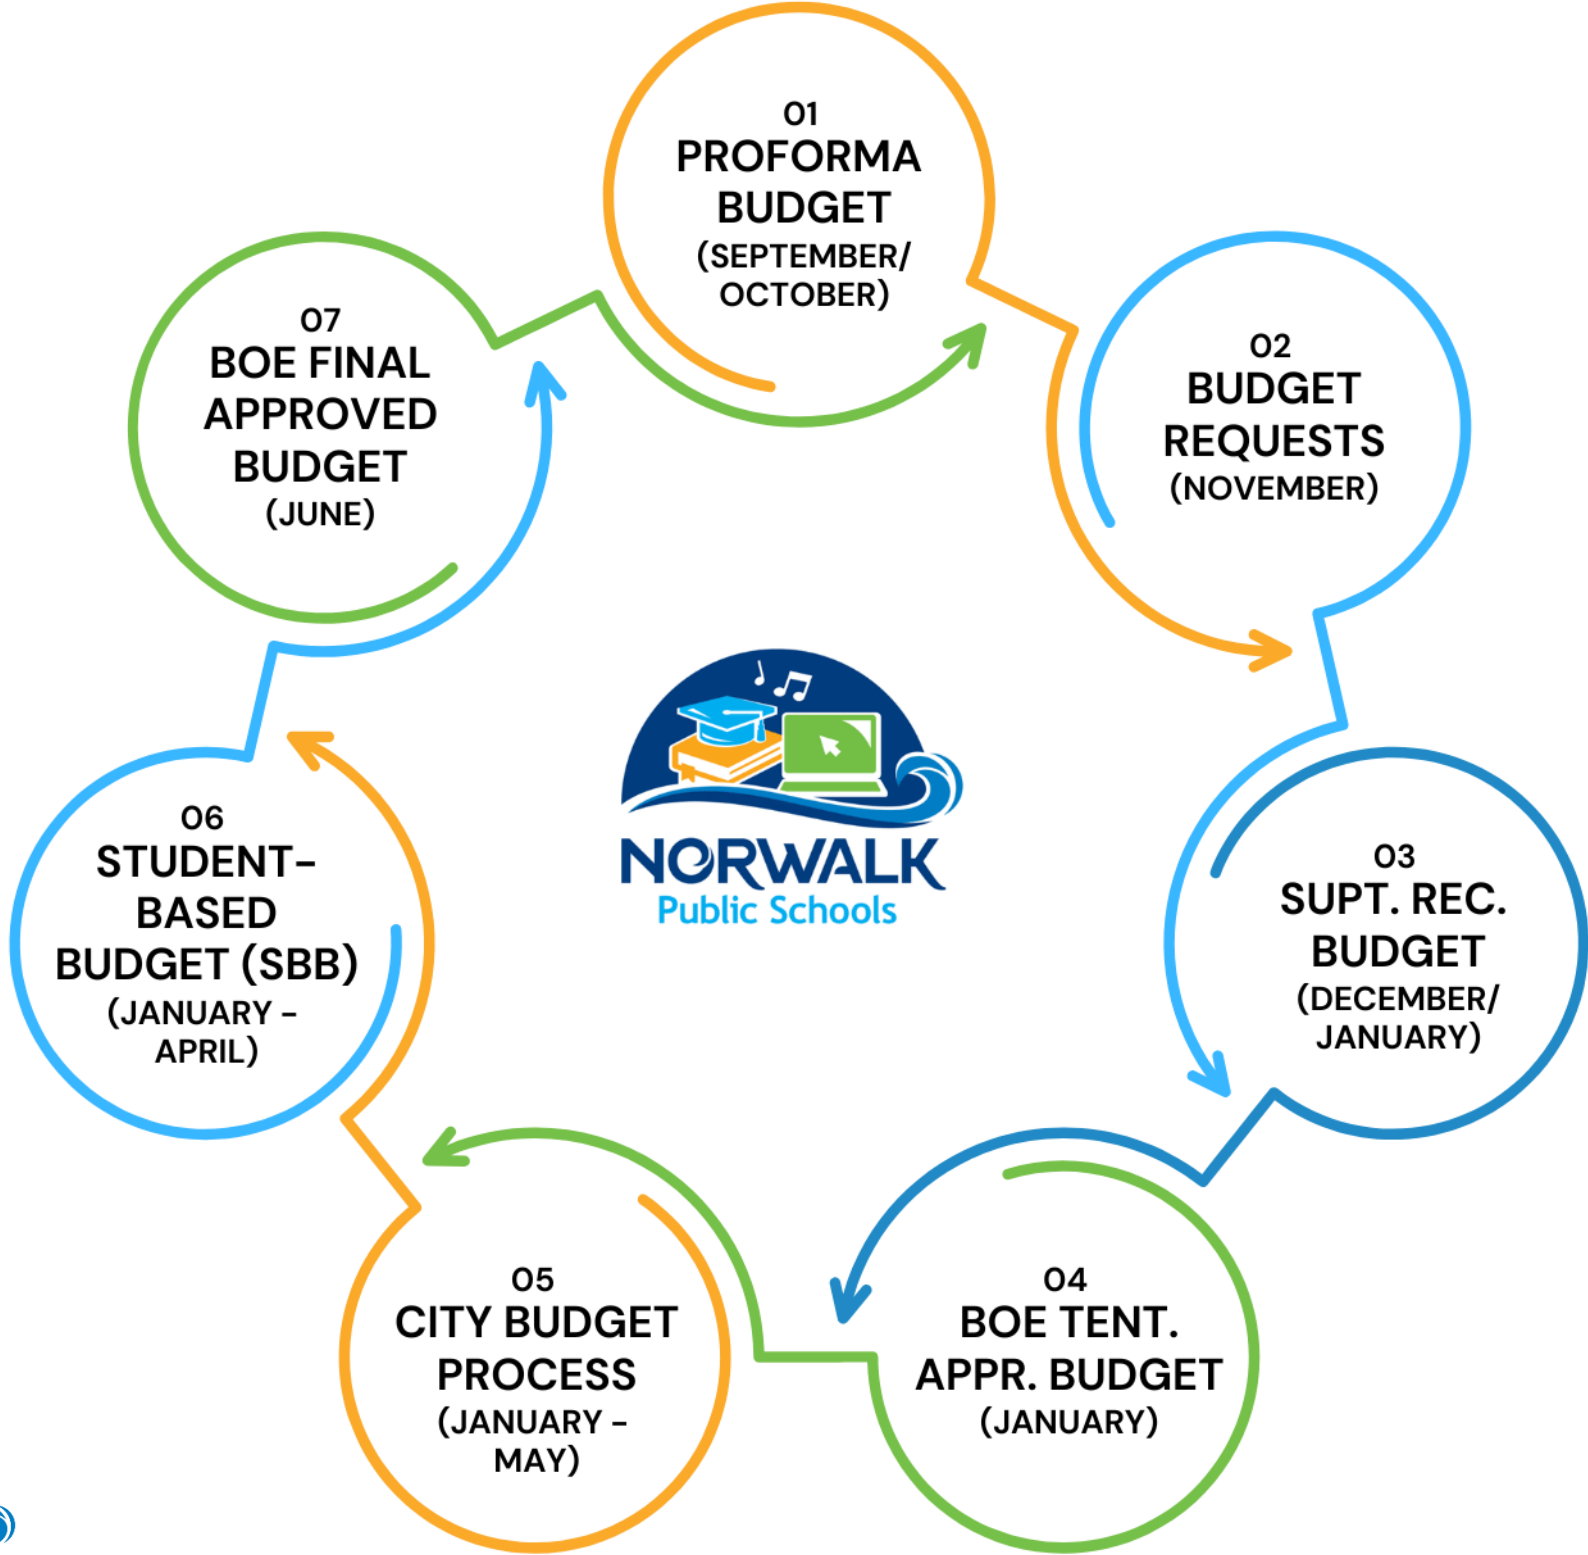 01
PROFORMA
BUDGET
(SEPTEMBER/
OCTOBER)
02
BUDGET
REQUESTS
(NOVEMBER)
03
SUPT. REC.
BUDGET
(DECEMBER/
JANUARY)
04
BOE TENT.
APPR. BUDGET
(JANUARY)
05
CITY BUDGET
PROCESS
(JANUARY -
MAY)
06
STUDENT-
BASED
BUDGET (SBB)
(JANUARY -
APRIL)
07
BOE FINAL
APPROVED
BUDGET
(JUNE)
NORWALK
Public Schools